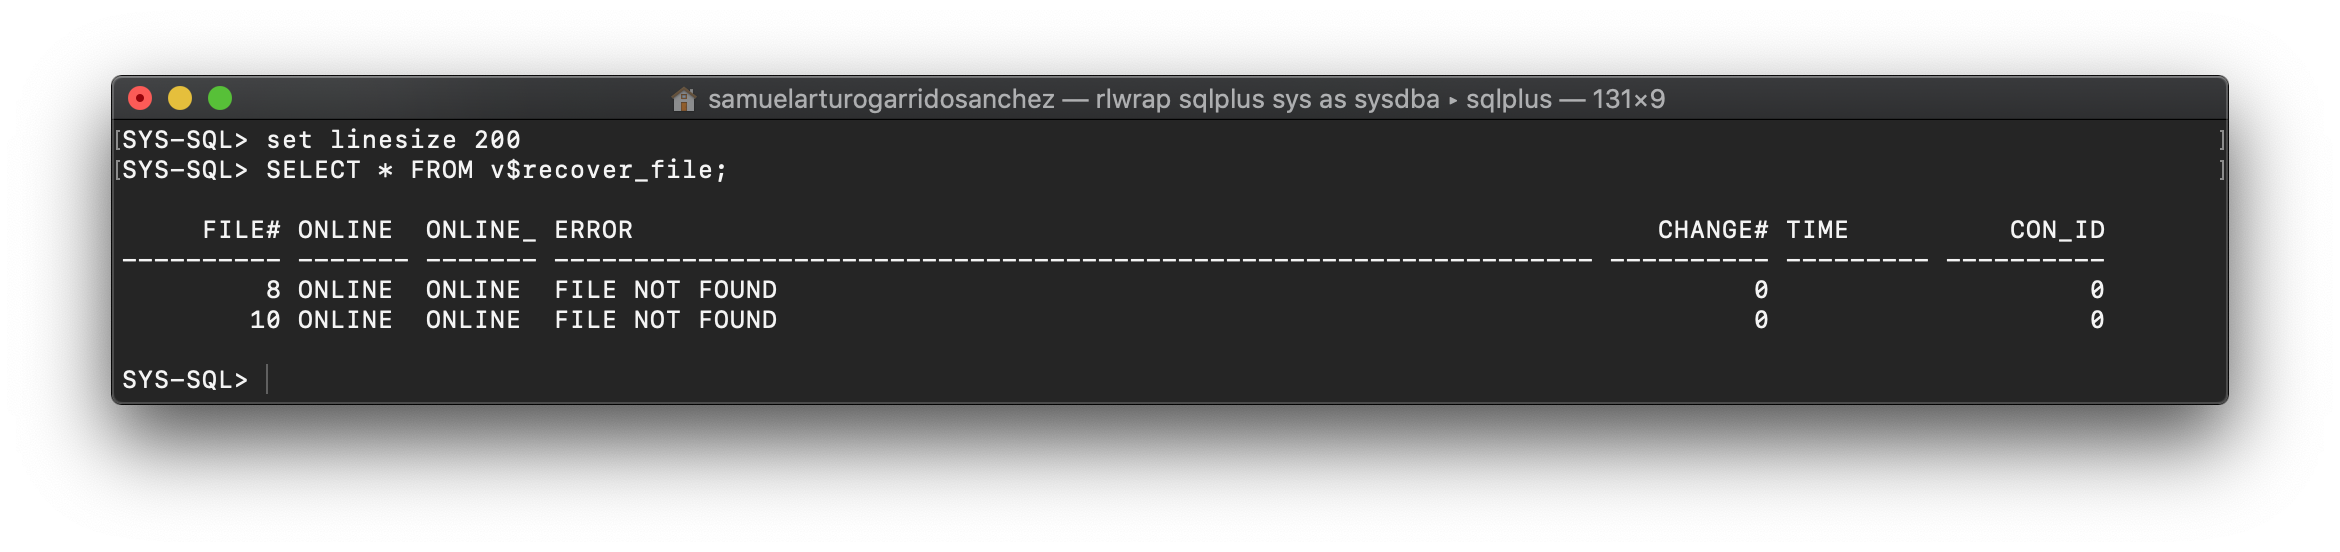 samuelarturogarridosanchez — rlwrap sqlplus sys as sysdba ▸ sqlplus — 131×9
[SYS-SQL> set linesize 200 ]
[SYS-SQL> SELECT * FROM v$recover_file; ]
FILE# ONLINE  ONLINE_ ERROR CHANGE# TIME CON_ID
---------- ------- ------- ----------------------------------------------------------------- ---------- --------- ----------
8 ONLINE  ONLINE  FILE NOT FOUND 0 0
10 ONLINE  ONLINE  FILE NOT FOUND 0 0
SYS-SQL>